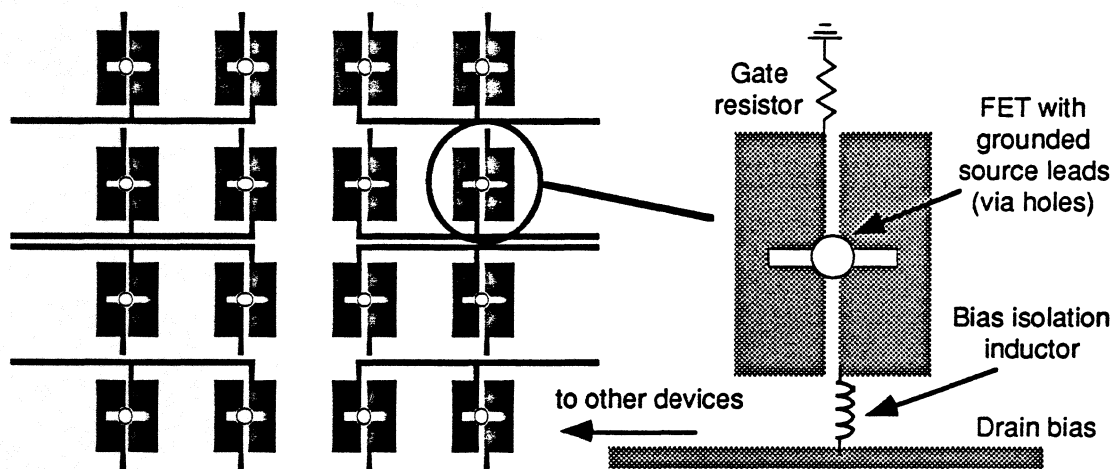 Gate
resistor
FET with
grounded
source leads
(via holes)
Bias isolation
inductor
to other devices
Drain bias